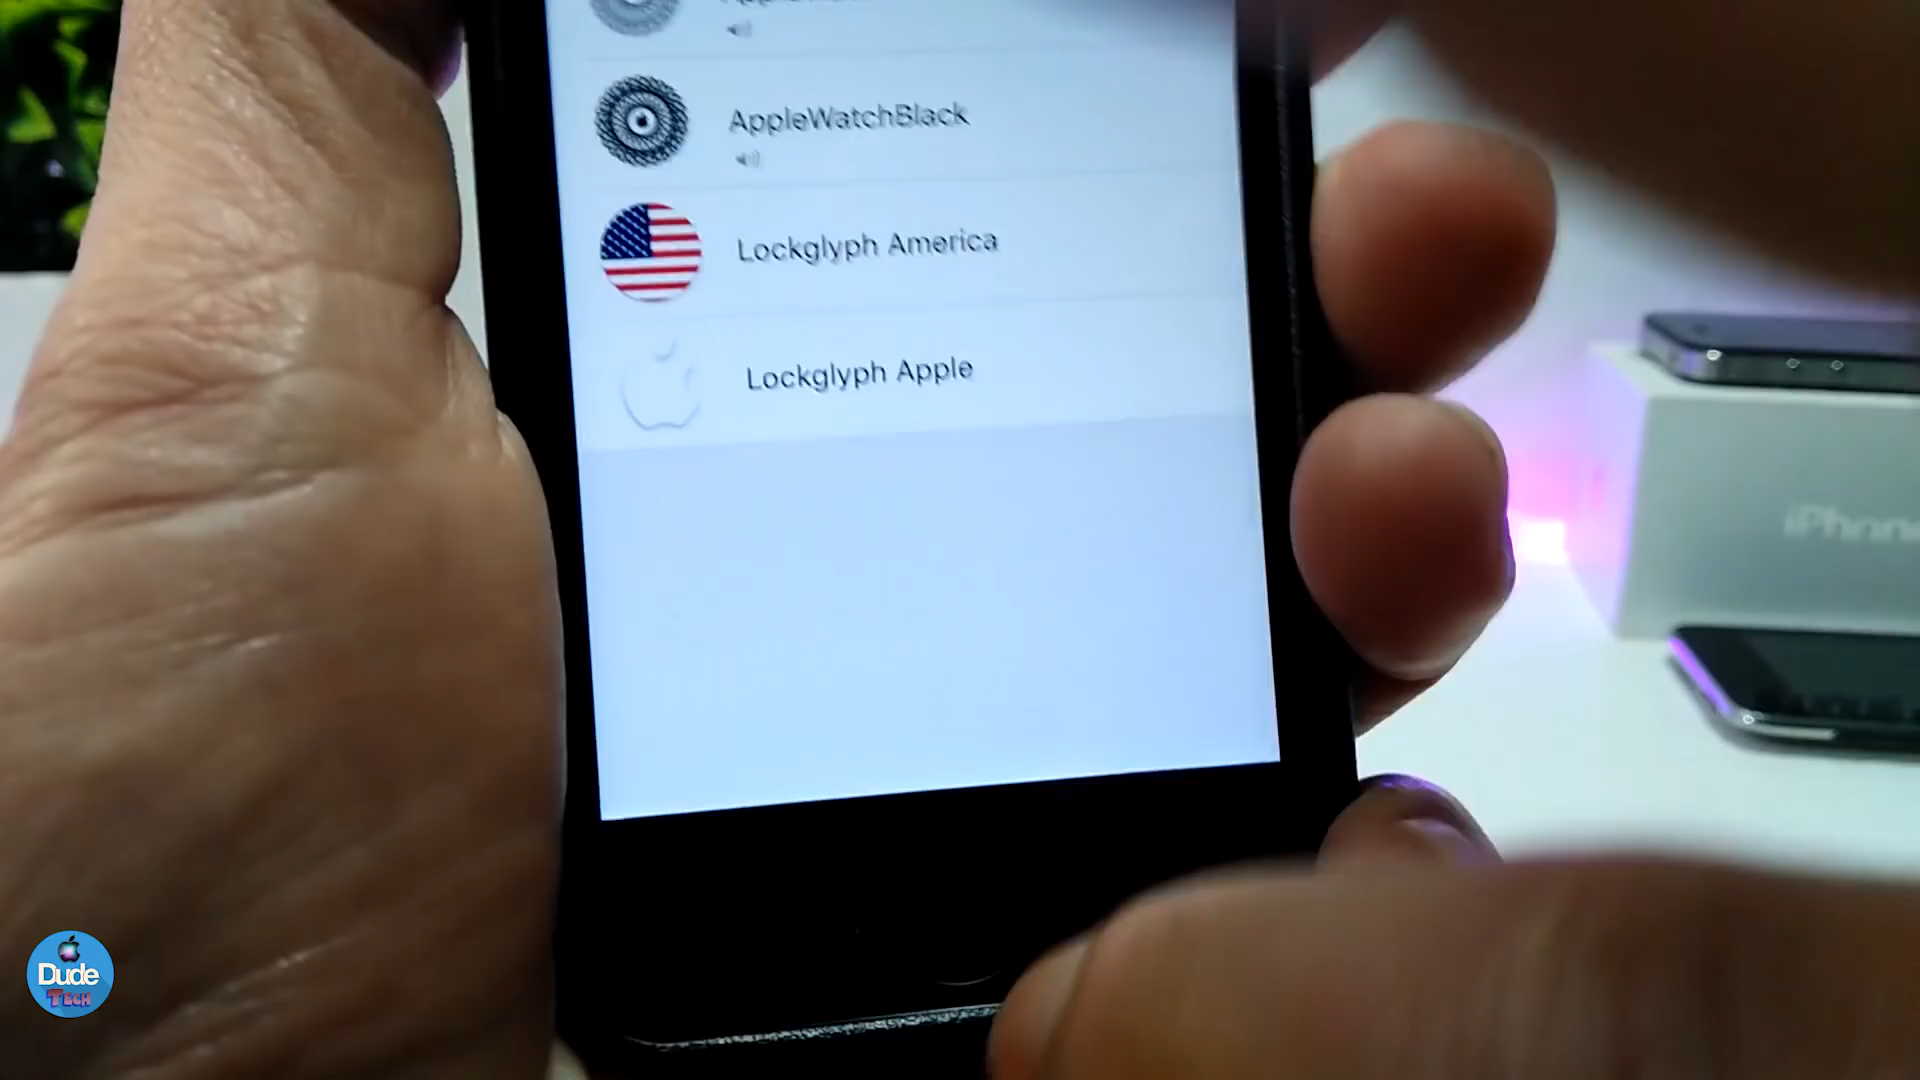 AppleWatchBlack
Lockglyph America
Lockglyph Apple
Dude
TECH